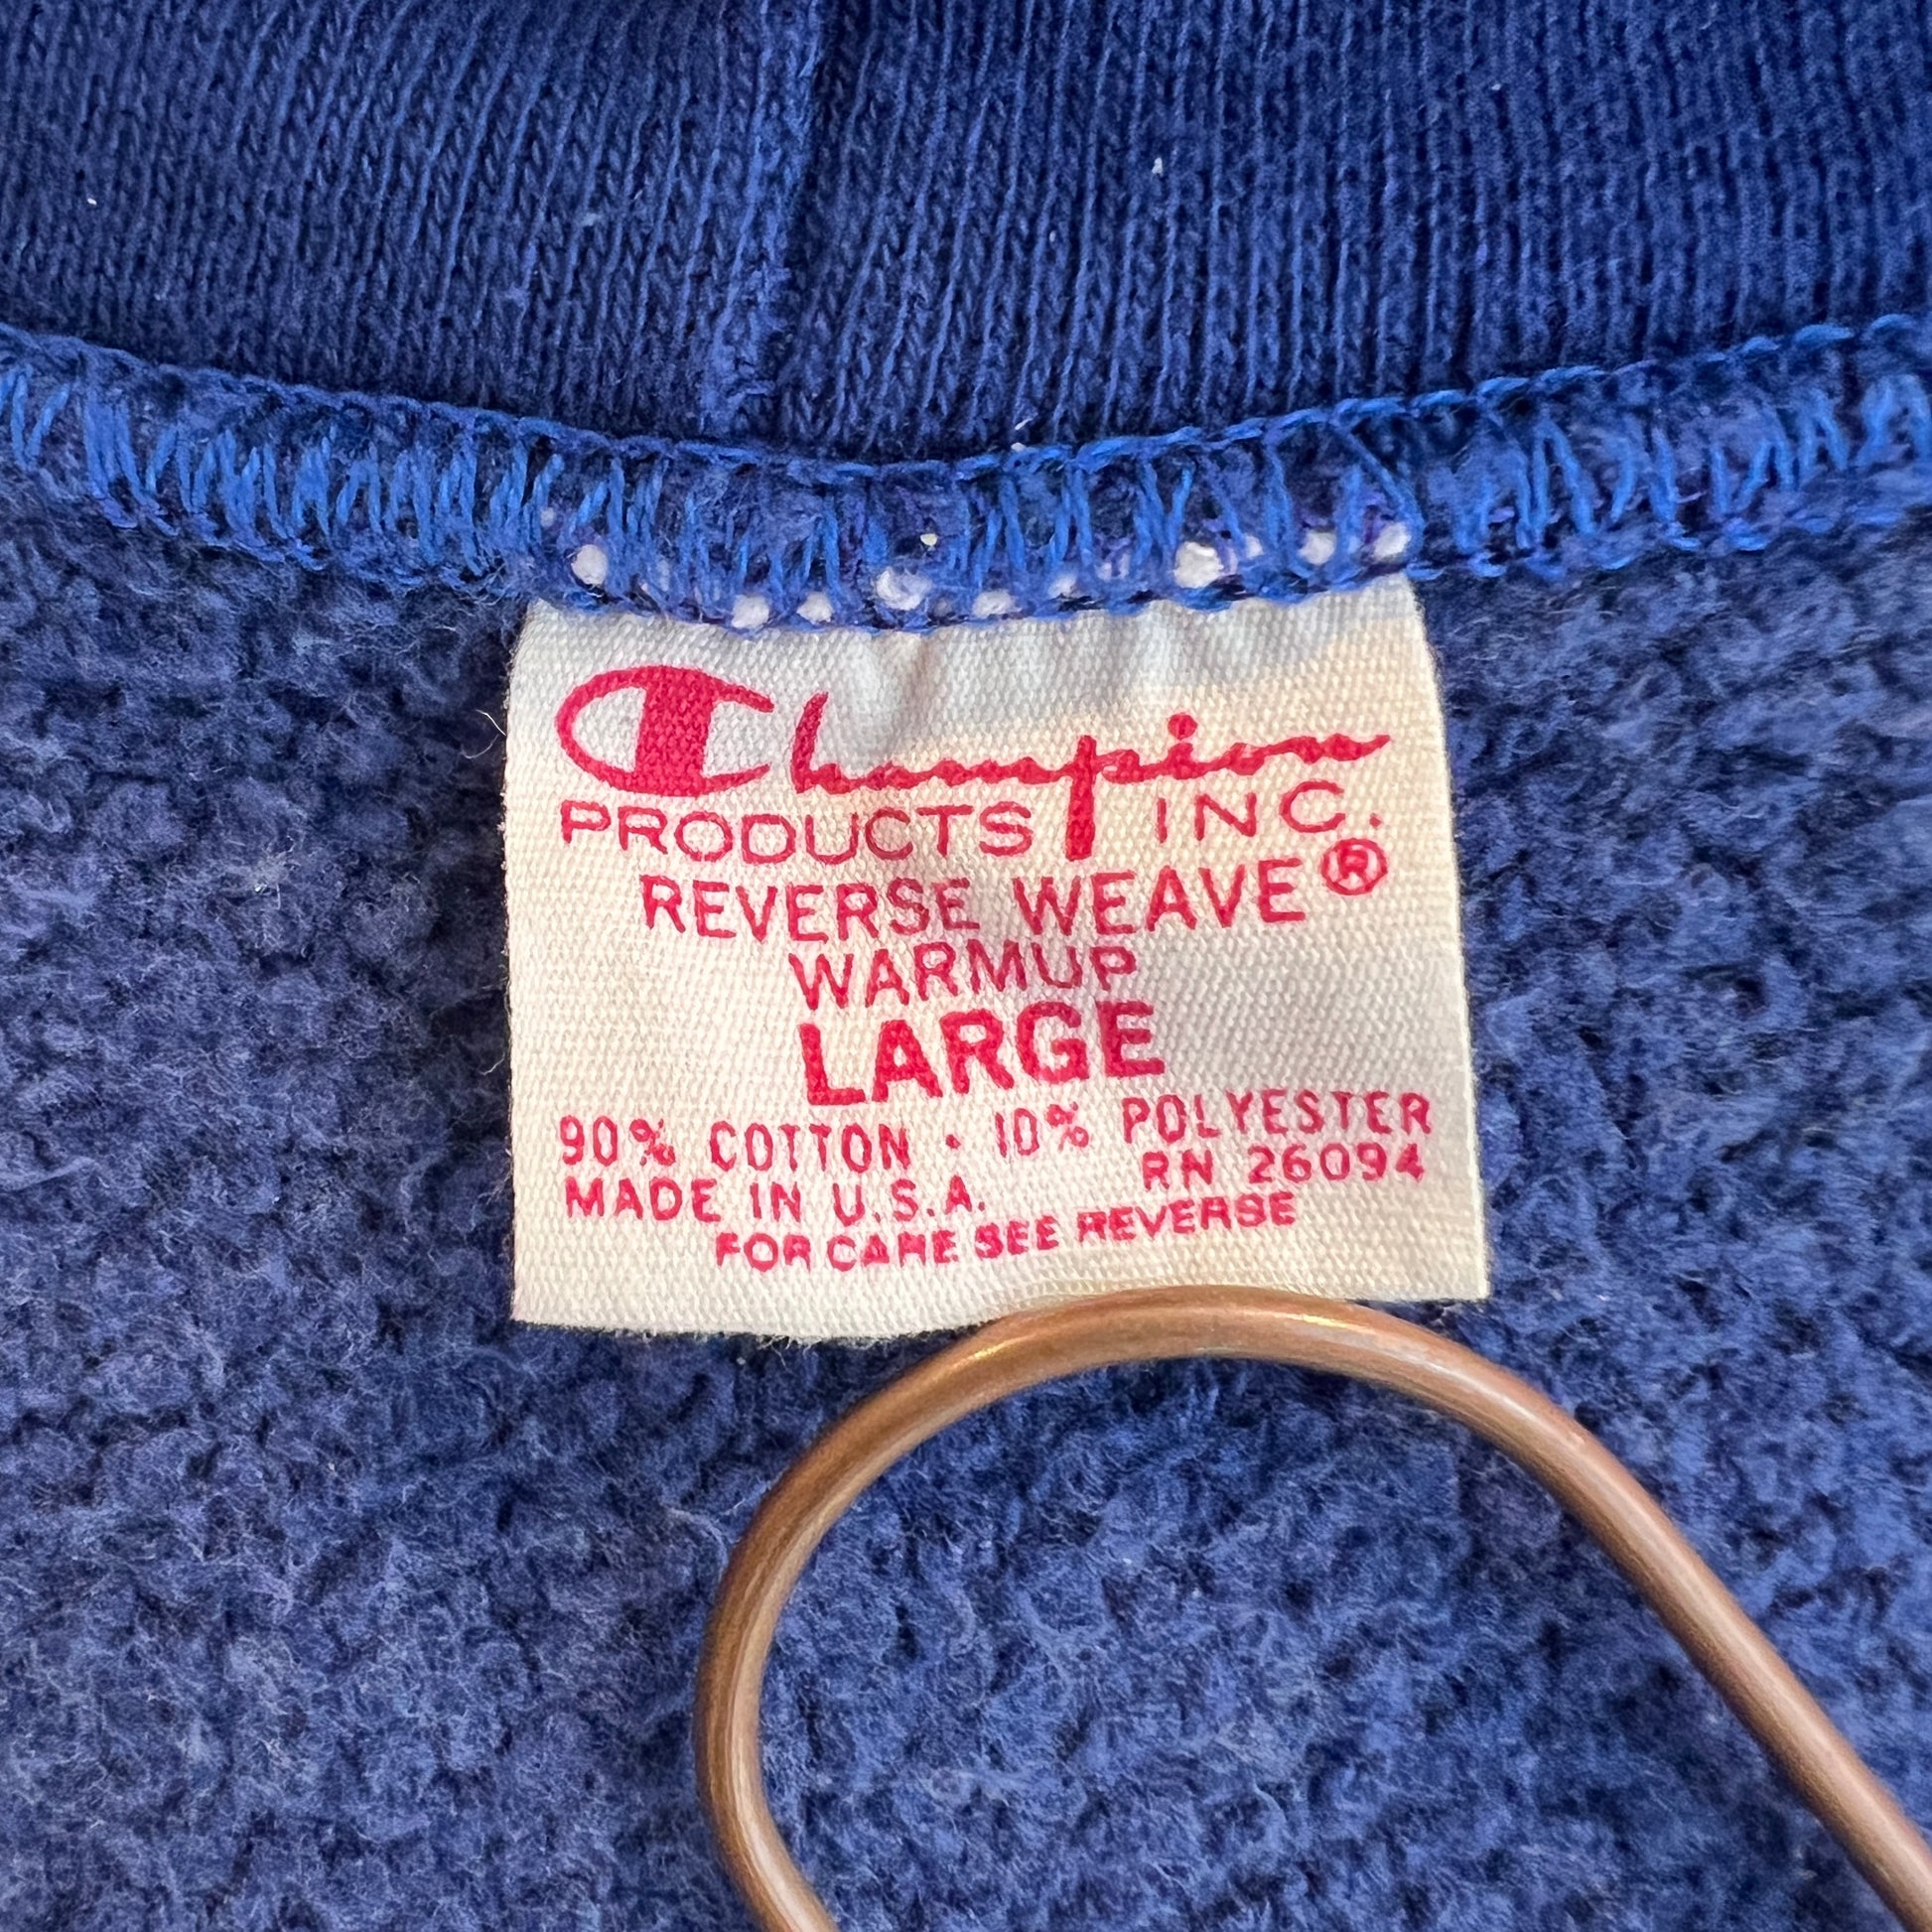 Champion
PRODUCTS INC.
REVERSE WEAVE®
WARMUP
LARGE
90% COTTON · 10% POLYESTER
RN 26094
MADE IN U.S.A.
FOR CARE SEE REVERSE